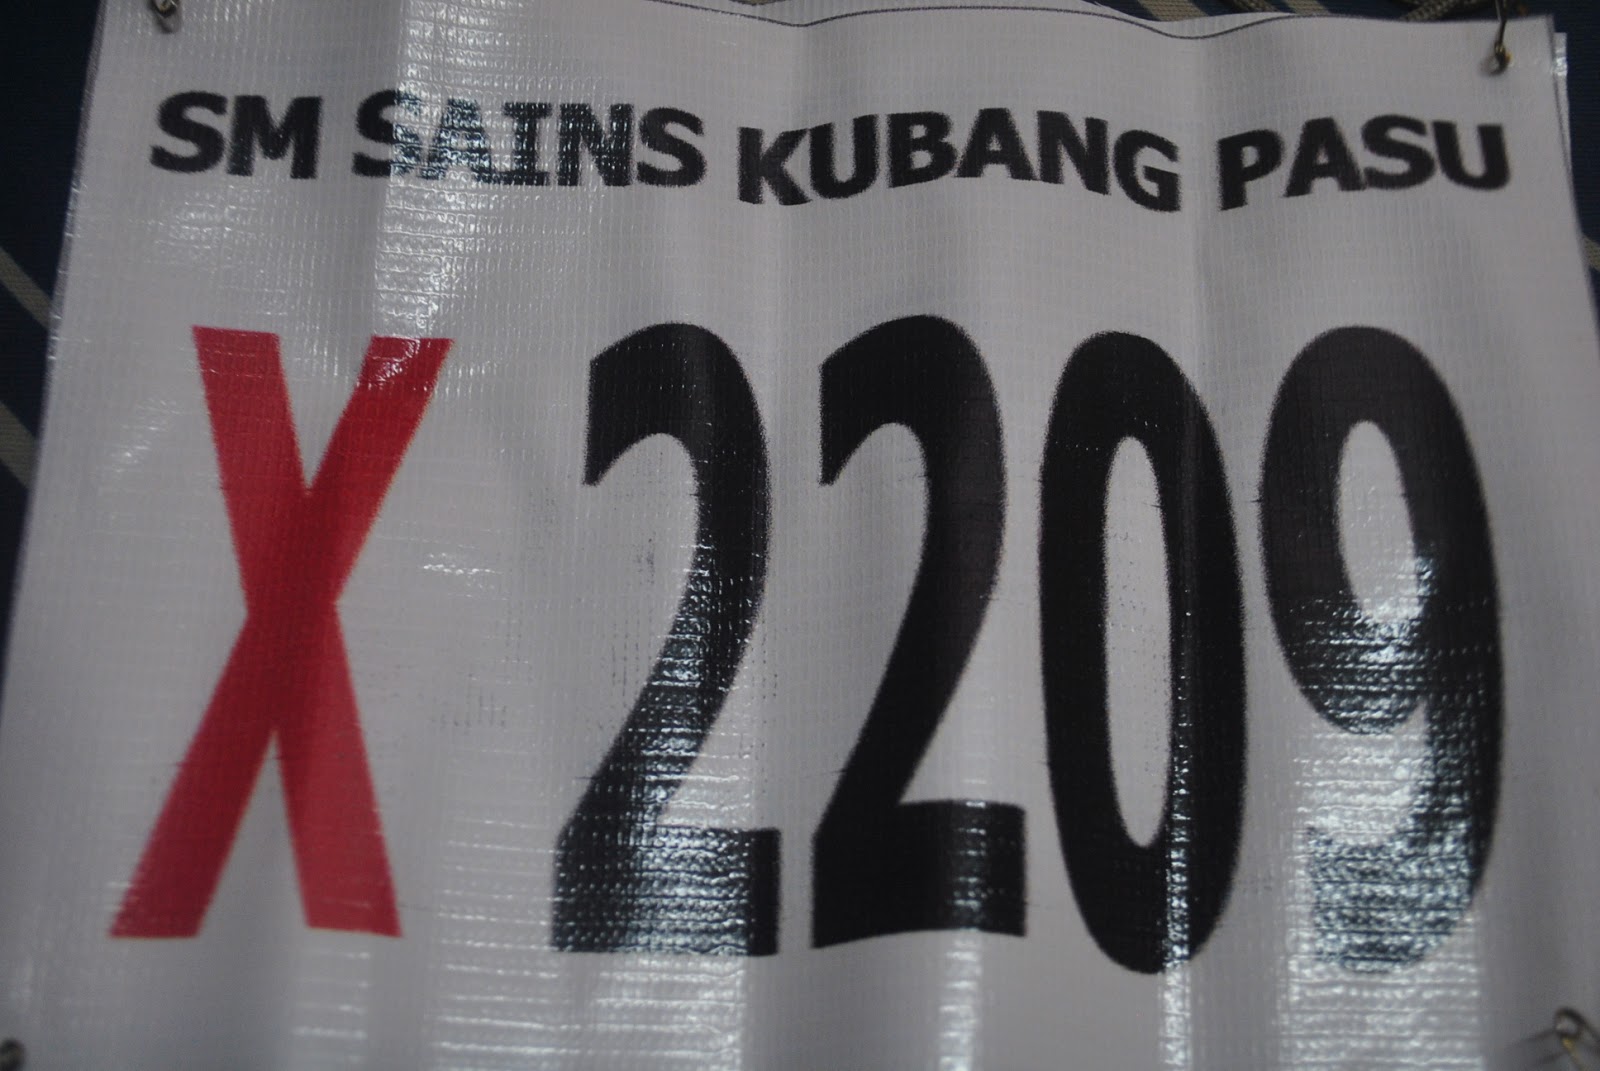 SM SAINS KUBANG PASU
X 2209